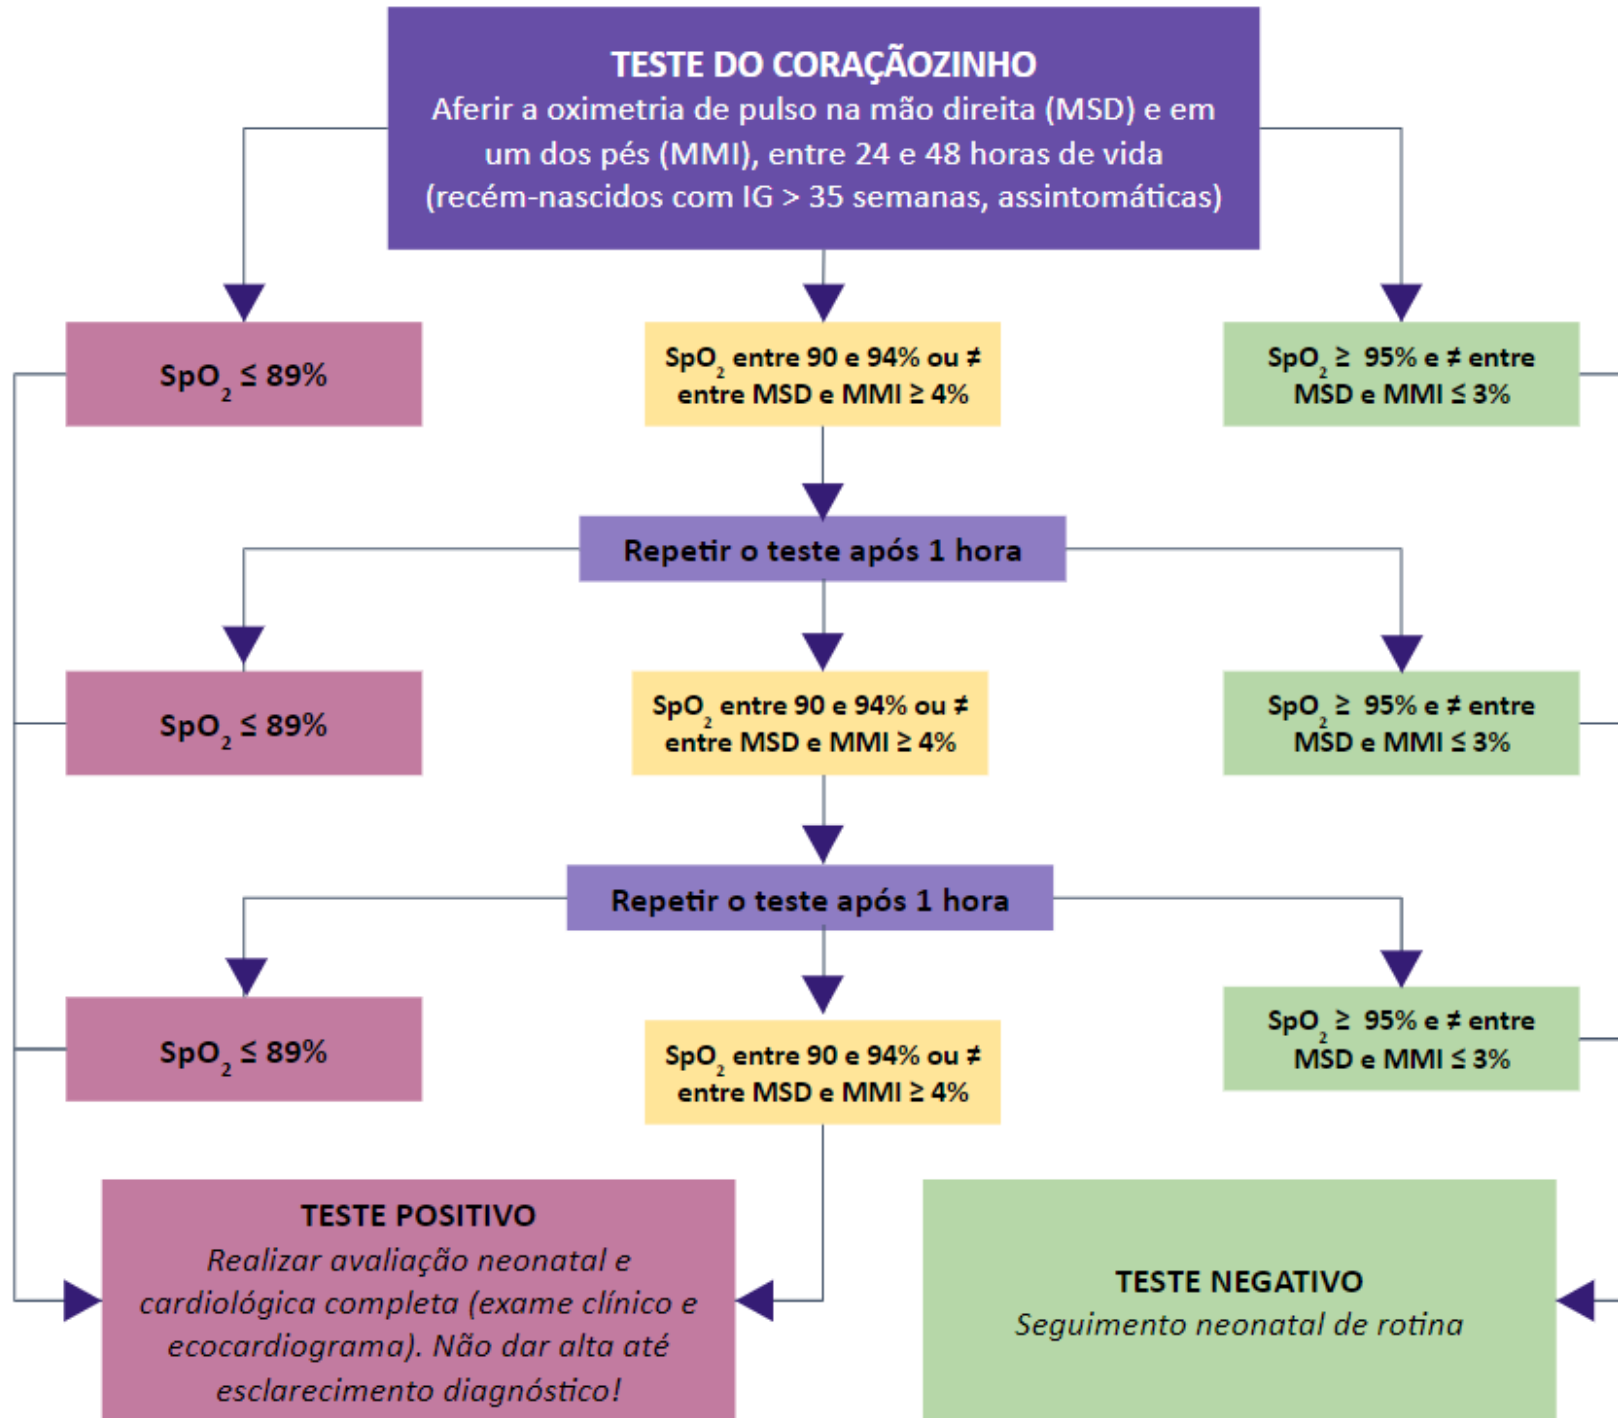 TESTE DO CORAÇÃOZINHO
Aferir a oximetria de pulso na mão direita (MSD) e em
um dos pés (MMI), entre 24 e 48 horas de vida
(recém-nascidos com IG > 35 semanas, assintomáticas)
SpO₂ ≤ 89%
SpO₂ entre 90 e 94% ou ≠
entre MSD e MMI ≥ 4%
SpO₂ ≥ 95% e ≠ entre
MSD e MMI ≤ 3%
Repetir o teste após 1 hora
SpO₂ ≤ 89%
SpO₂ entre 90 e 94% ou ≠
entre MSD e MMI ≥ 4%
SpO₂ ≥ 95% e ≠ entre
MSD e MMI ≤ 3%
Repetir o teste após 1 hora
SpO₂ ≤ 89%
SpO₂ entre 90 e 94% ou ≠
entre MSD e MMI ≥ 4%
SpO₂ ≥ 95% e ≠ entre
MSD e MMI ≤ 3%
TESTE POSITIVO
Realizar avaliação neonatal e
cardiológica completa (exame clínico e
ecocardiograma). Não dar alta até
esclarecimento diagnóstico!
TESTE NEGATIVO
Seguimento neonatal de rotina